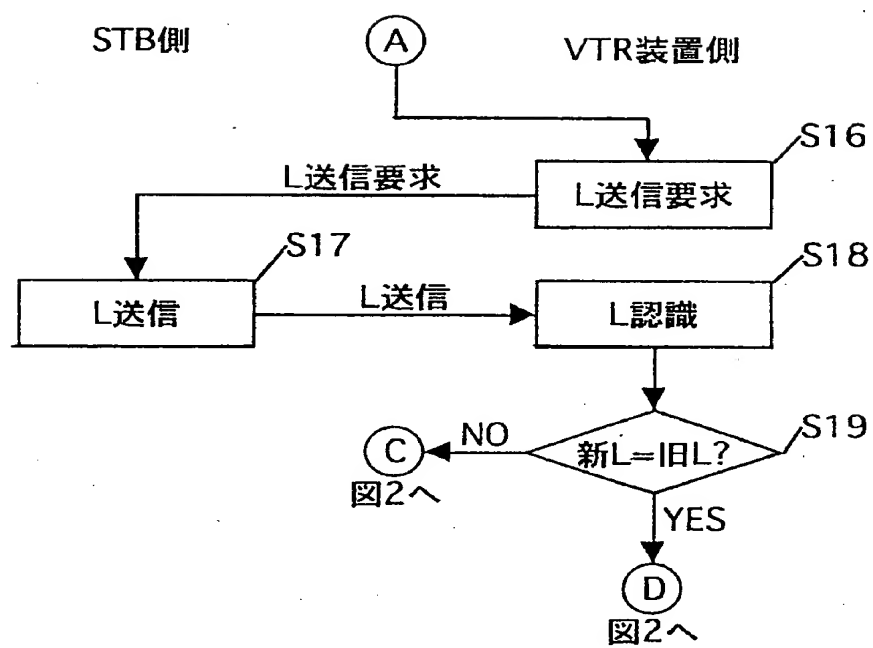 STB側
A
VTR装置側
S16
L送信要求
L送信要求
S17
S18
L送信
L送信
L認識
S19
新L=旧L?
NO
C
図2へ
YES
D
図2へ